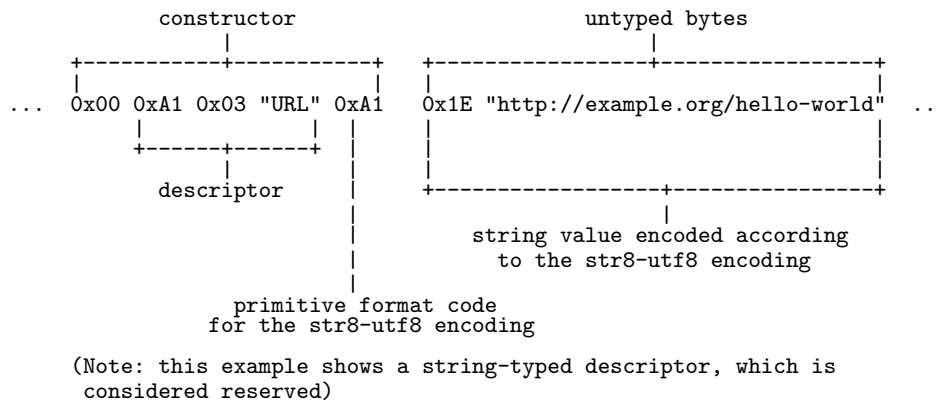 constructor untyped bytes
... 0x00 0xA1 0x03 "URL" 0xA1 0x1E "http://example.org/hello-world" ..
descriptor
string value encoded according
to the str8-utf8 encoding
primitive format code
for the str8-utf8 encoding
(Note: this example shows a string-typed descriptor, which is
considered reserved)